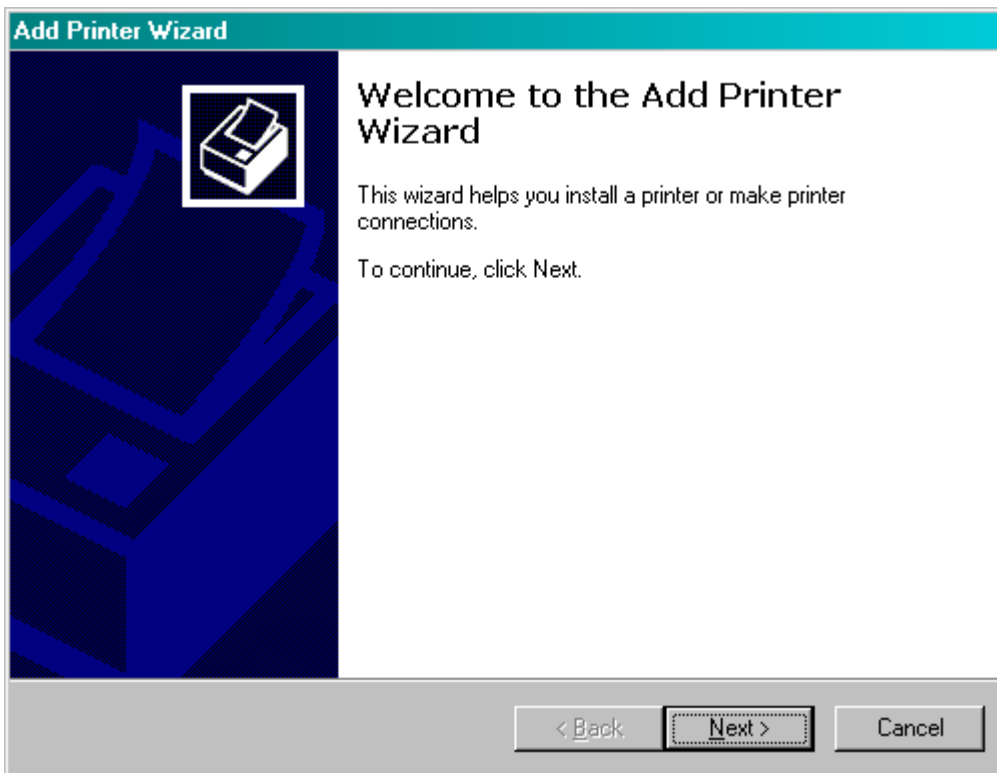 Add Printer Wizard
Welcome to the Add Printer
Wizard
This wizard helps you install a printer or make printer
connections.
To continue, click Next.
< Back
Next >
Cancel